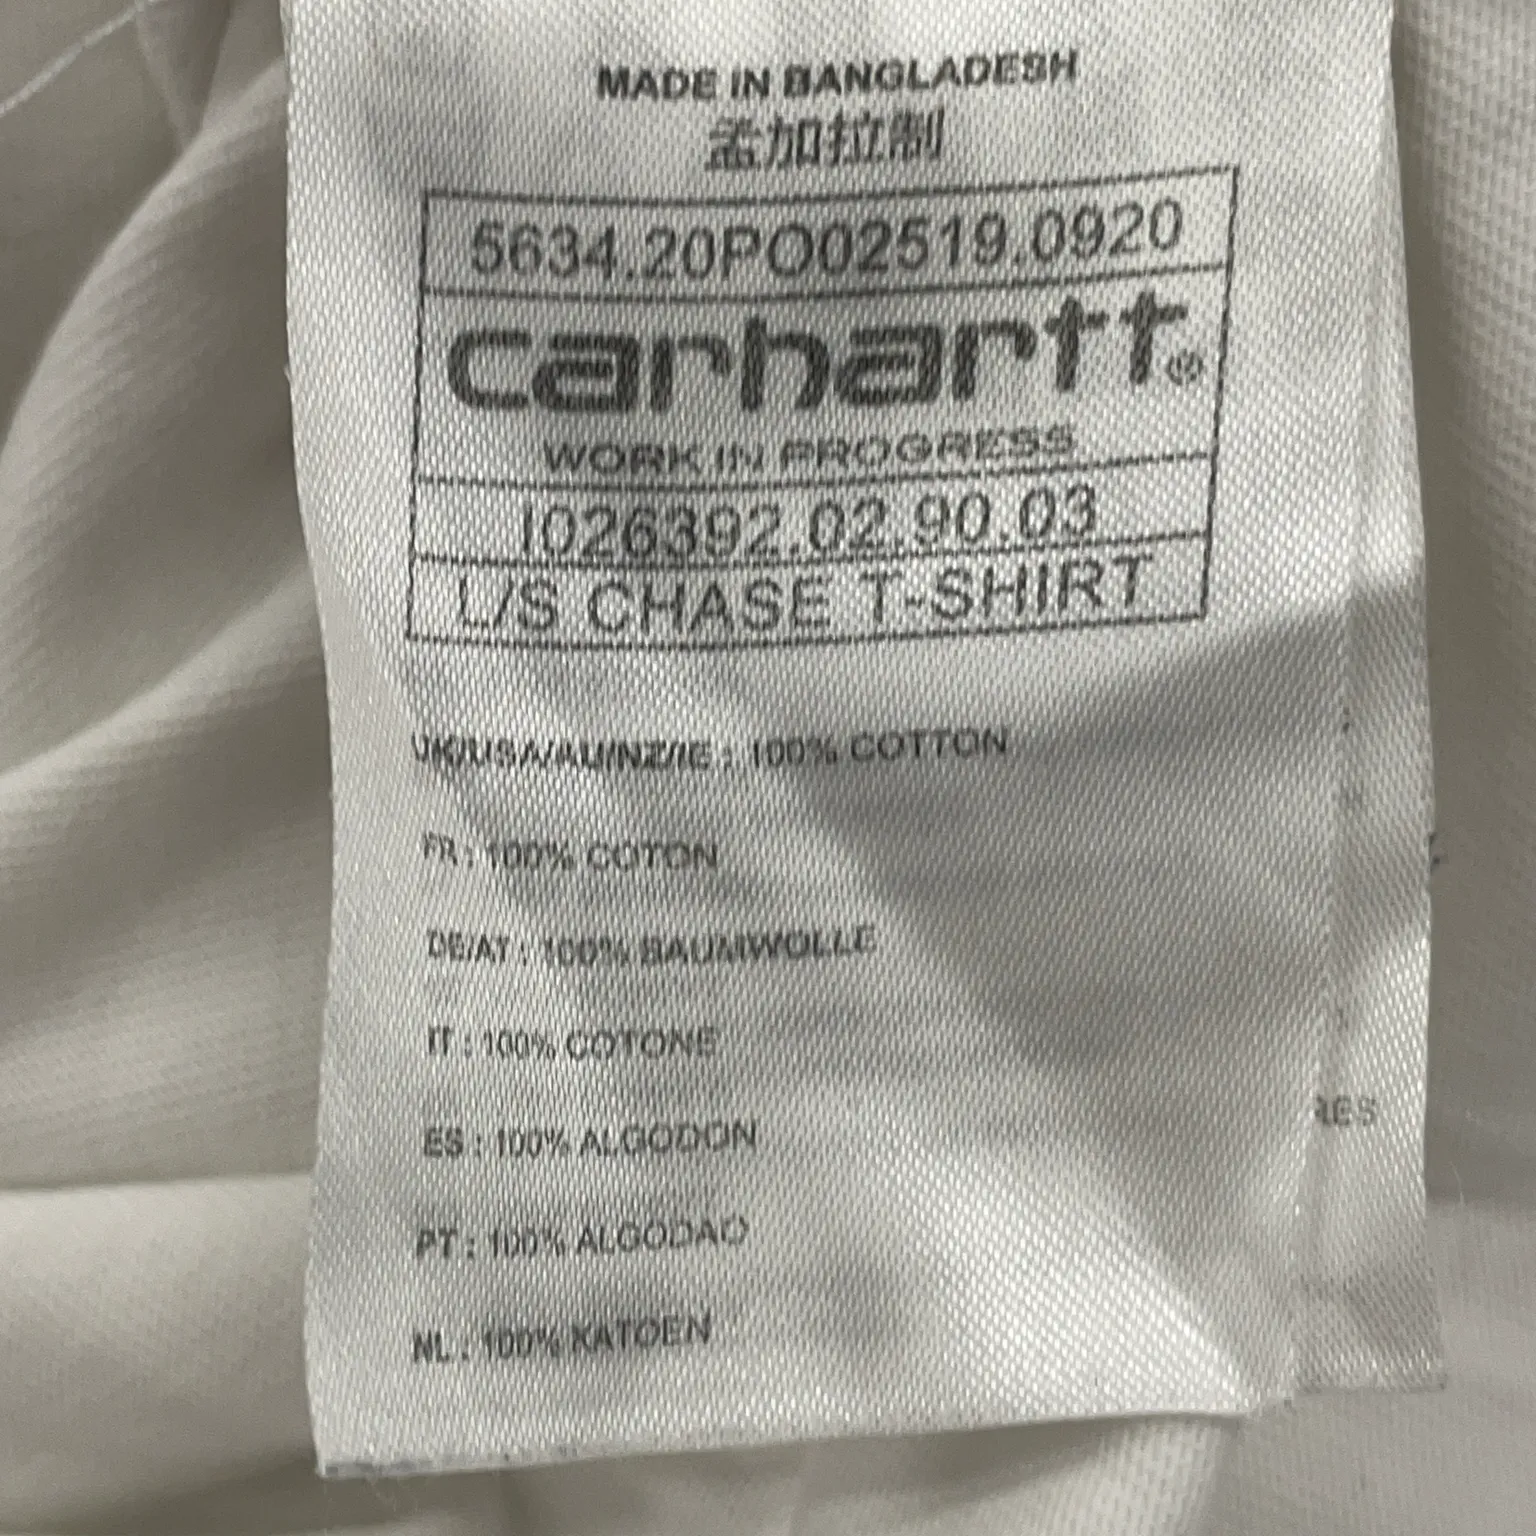 MADE IN BANGLADESH
孟加拉制
5634.20PO02519.0920
carhartt®
WORK IN PROGRESS
I026392.02.90.03
L/S CHASE T-SHIRT
UK/USA/AU/NZ/IE : 100% COTTON
FR : 100% COTON
DE/AT : 100% BAUMWOLLE
IT : 100% COTONE
ES : 100% ALGODON
PT : 100% ALGODAO
NL : 100% KATOEN